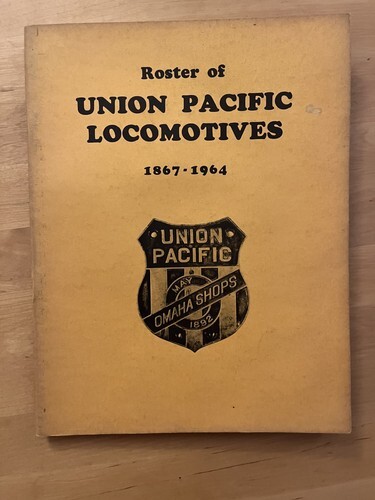 Roster of
UNION PACIFIC
LOCOMOTIVES
1867-1964
UNION
PACIFIC
MAY
OMAHA SHOPS
1892